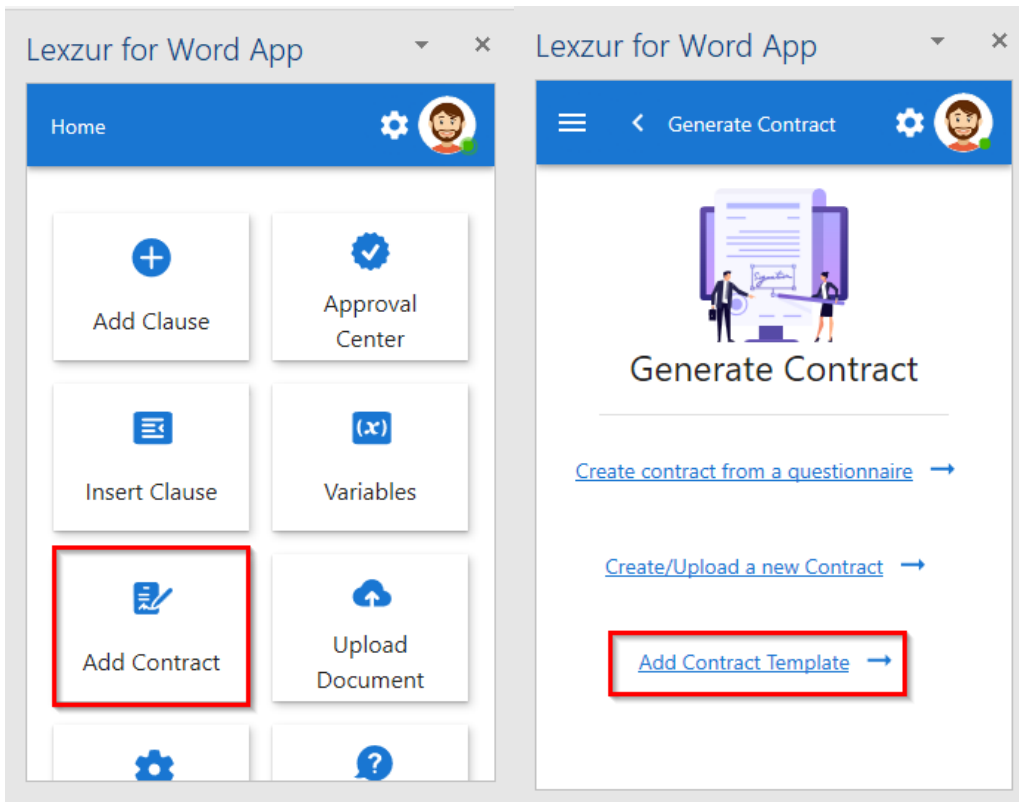 Lexzur for Word App
Home
Add Clause
Approval
Center
Insert Clause
(x)
Variables
Add Contract
Upload
Document
?
Lexzur for Word App
Generate Contract
Signature
Generate Contract
Create contract from a questionnaire
Create/Upload a new Contract
Add Contract Template